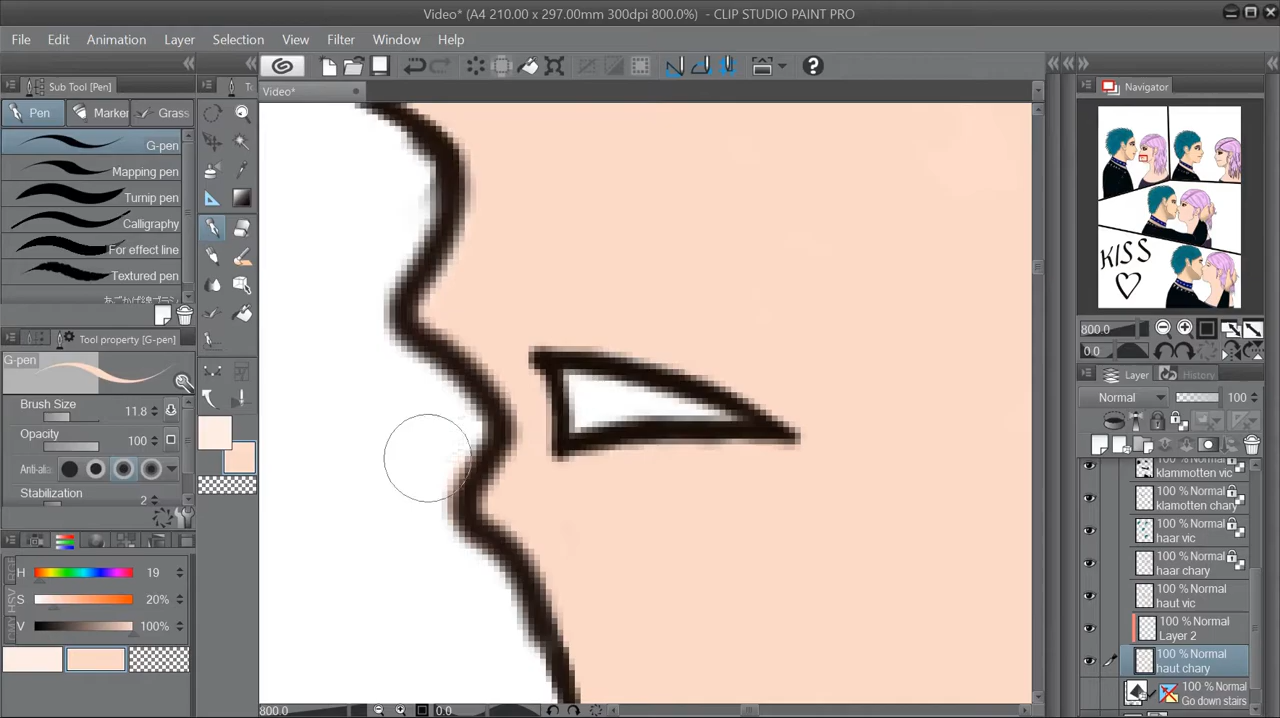 Video* (A4 210.00 x 297.00mm 300dpi 800.0%) - CLIP STUDIO PAINT PRO
File Edit Animation Layer Selection View Filter Window Help
Sub Tool [Pen]
Video*
Navigator
Pen Marker Grass
G-pen
Mapping pen
Turnip pen
Calligraphy
For effect line
Textured pen
Tool property [G-pen]
G-pen
Brush Size 11.8
Opacity 100
Anti-alia
Stabilization 2
H 19
S 20%
V 100%
KISS
800.0
0.0
Layer History
Normal 100
klammotten vic
100 % Normal
klamotten chary
100 % Normal
haar vic
100 % Normal
haar chary
100 % Normal
haut vic
100 % Normal
Layer 2
100 % Normal
haut chary
100 % Normal
Go down stairs
800.0 0.0